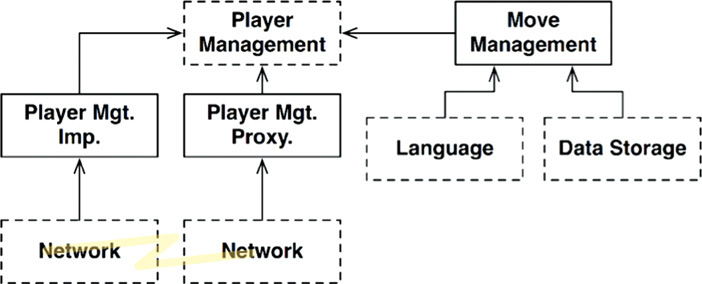 Player
Management
Move
Management
Player Mgt.
Imp.
Player Mgt.
Proxy.
Language
Data Storage
Network
Network